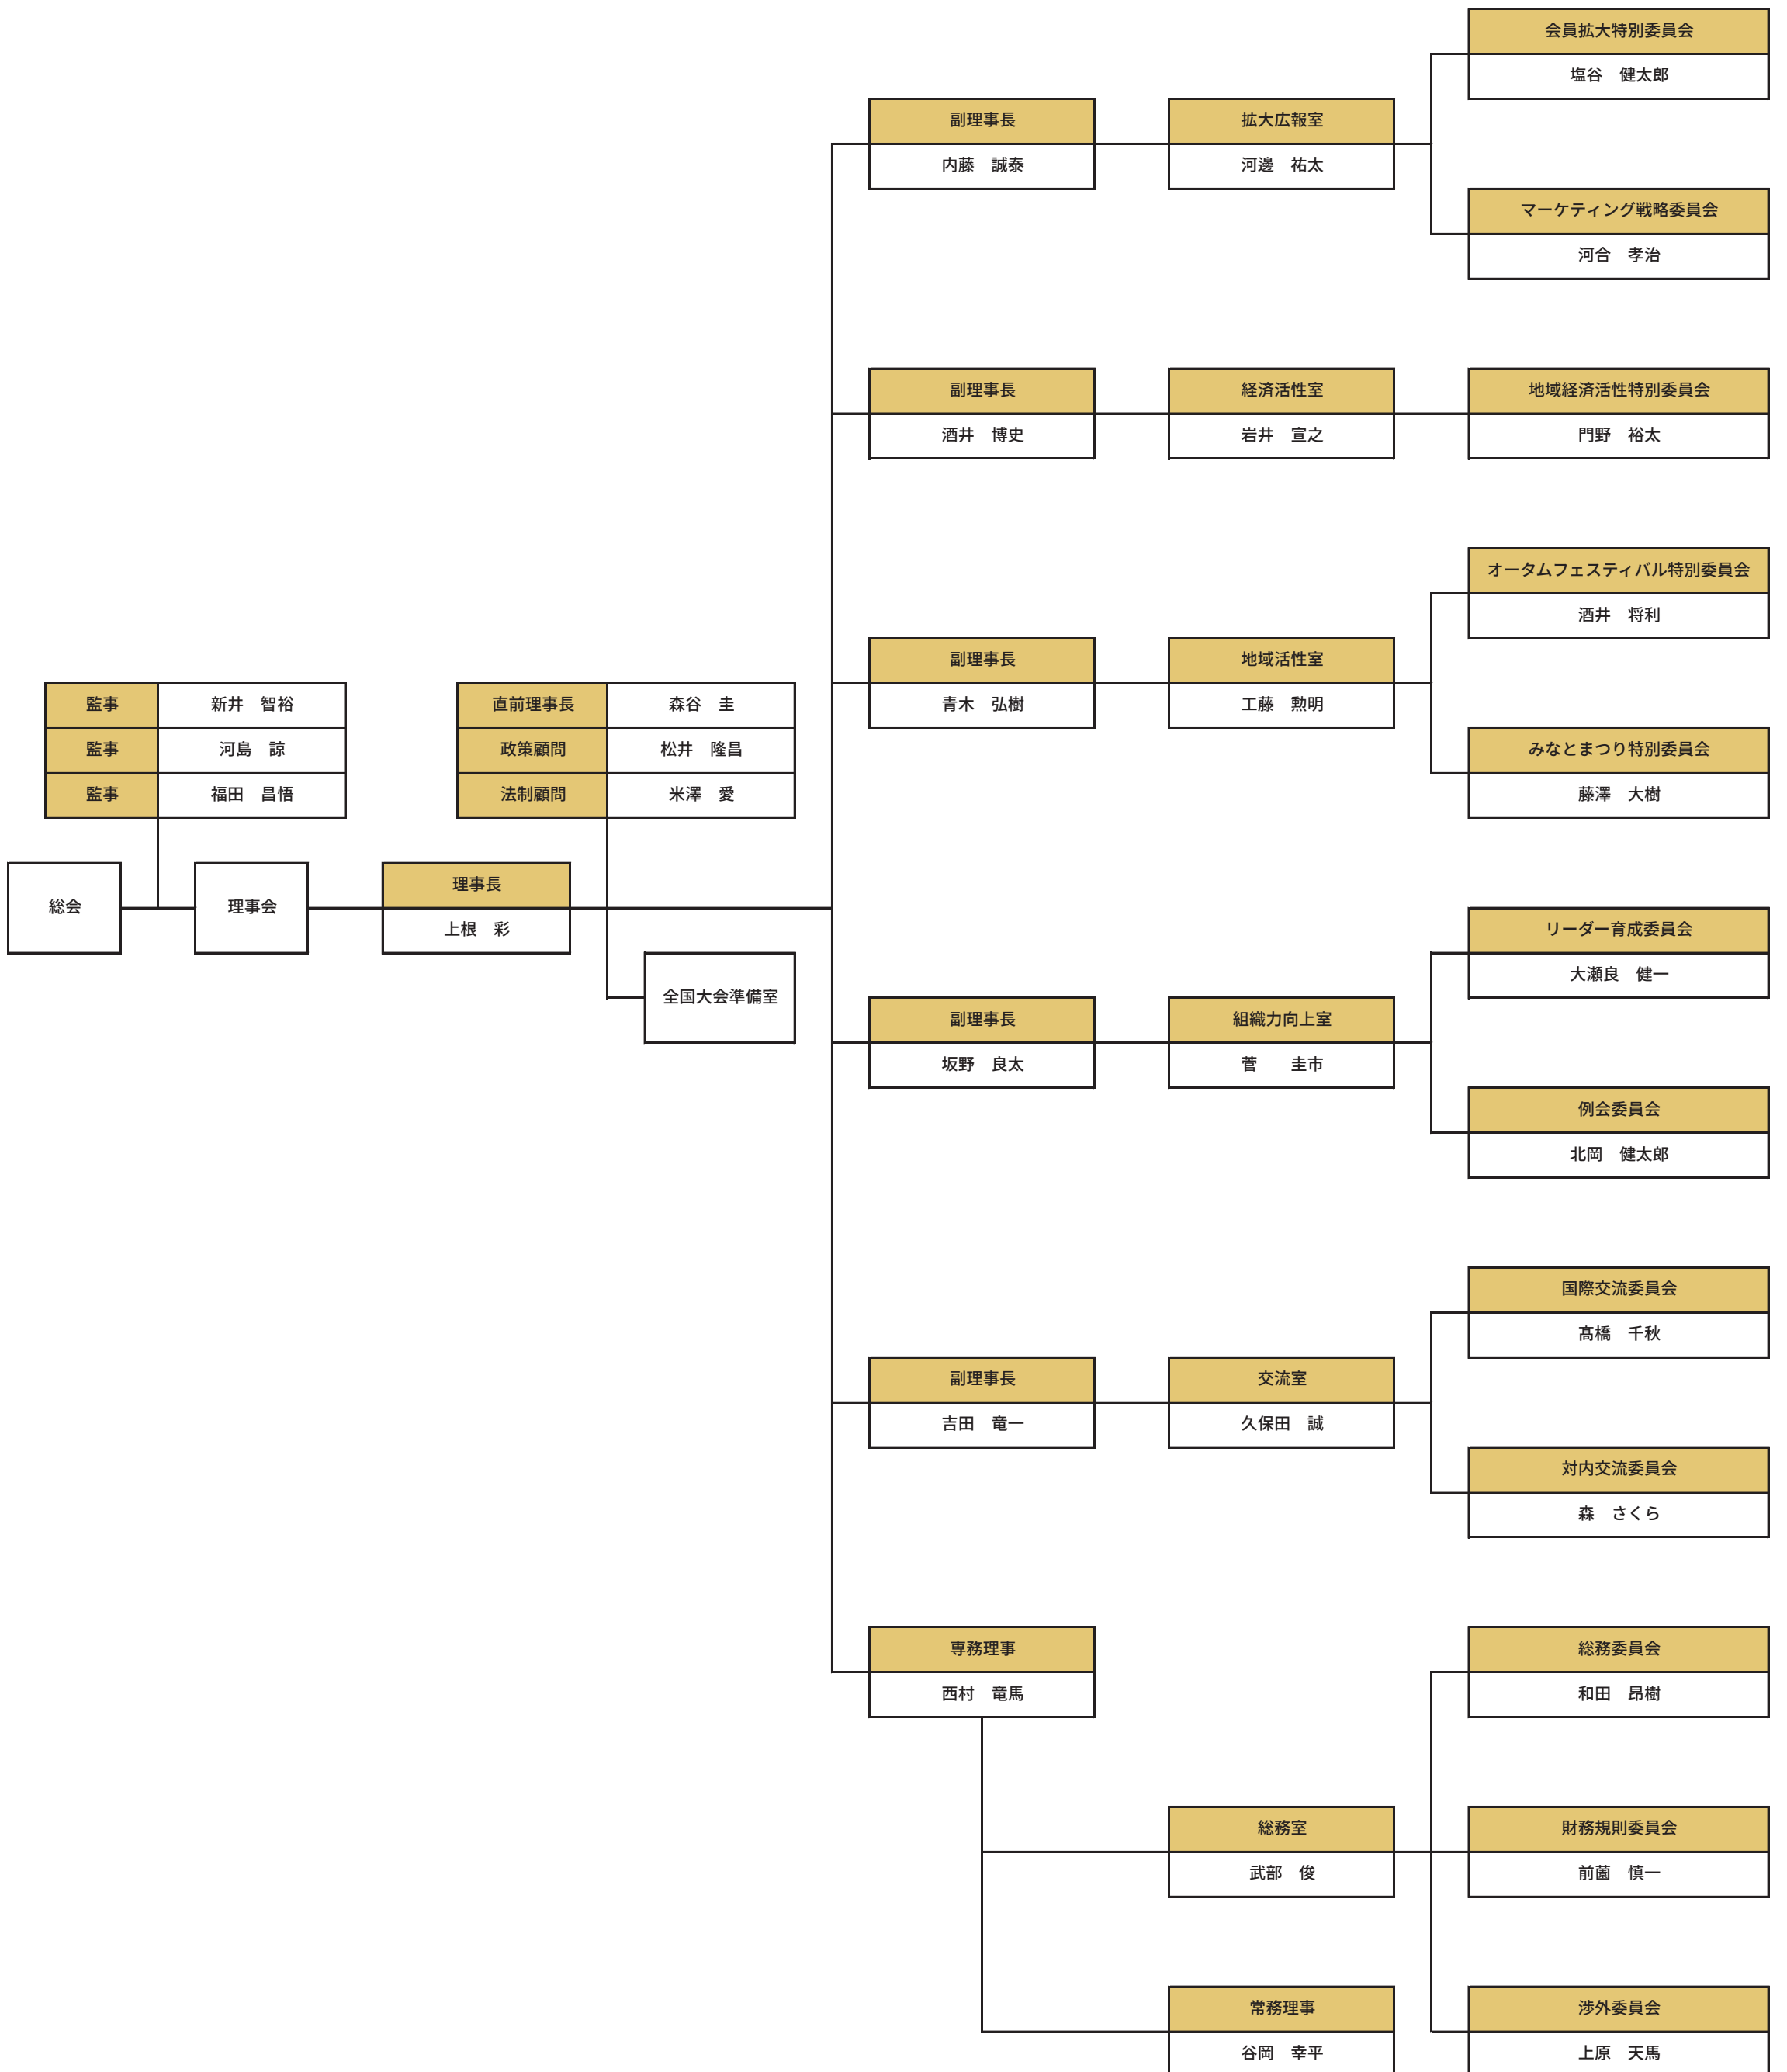 総会
監事 新井　智裕
監事 河島　諒
監事 福田　昌悟
理事会
理事長
上根　彩
直前理事長 森谷　圭
政策顧問 松井　隆昌
法制顧問 米澤　愛
全国大会準備室
副理事長
内藤　誠泰
拡大広報室
河邊　祐太
会員拡大特別委員会
塩谷　健太郎
マーケティング戦略委員会
河合　孝治
副理事長
酒井　博史
経済活性室
岩井　宣之
地域経済活性特別委員会
門野　裕太
副理事長
青木　弘樹
地域活性室
工藤　勲明
オータムフェスティバル特別委員会
酒井　将利
みなとまつり特別委員会
藤澤　大樹
副理事長
坂野　良太
組織力向上室
菅　　圭市
リーダー育成委員会
大瀬良　健一
例会委員会
北岡　健太郎
副理事長
吉田　竜一
交流室
久保田　誠
国際交流委員会
髙橋　千秋
対内交流委員会
森　さくら
専務理事
西村　竜馬
総務室
武部　俊
総務委員会
和田　昂樹
財務規則委員会
前薗　慎一
常務理事
谷岡　幸平
渉外委員会
上原　天馬